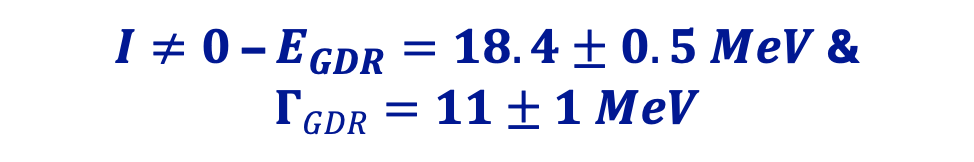 I ≠ 0 – E_GDR = 18.4 ± 0.5 MeV &
Γ_GDR = 11 ± 1 MeV